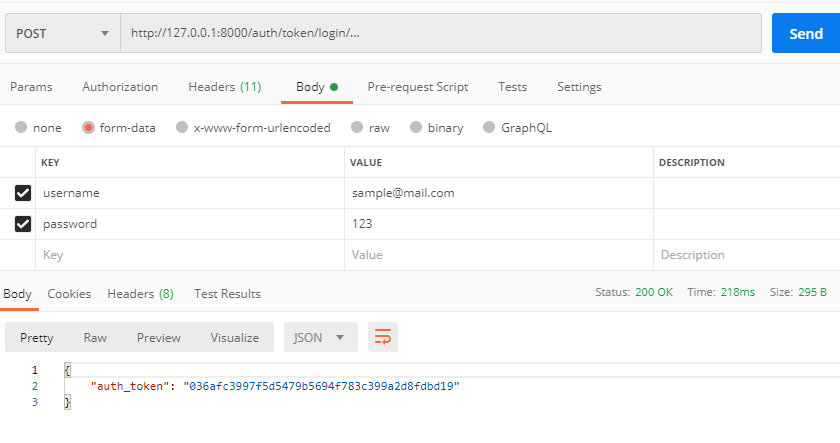 POST http://127.0.0.1:8000/auth/token/login/... Send
Params Authorization Headers (11) Body Pre-request Script Tests Settings
none form-data x-www-form-urlencoded raw binary GraphQL
KEY VALUE DESCRIPTION
username sample@mail.com
password 123
Key Value Description
Body Cookies Headers (8) Test Results Status: 200 OK Time: 218ms Size: 295 B
Pretty Raw Preview Visualize JSON
1 {
2 "auth_token": "036afc3997f5d5479b5694f783c399a2d8fdbd19"
3 }